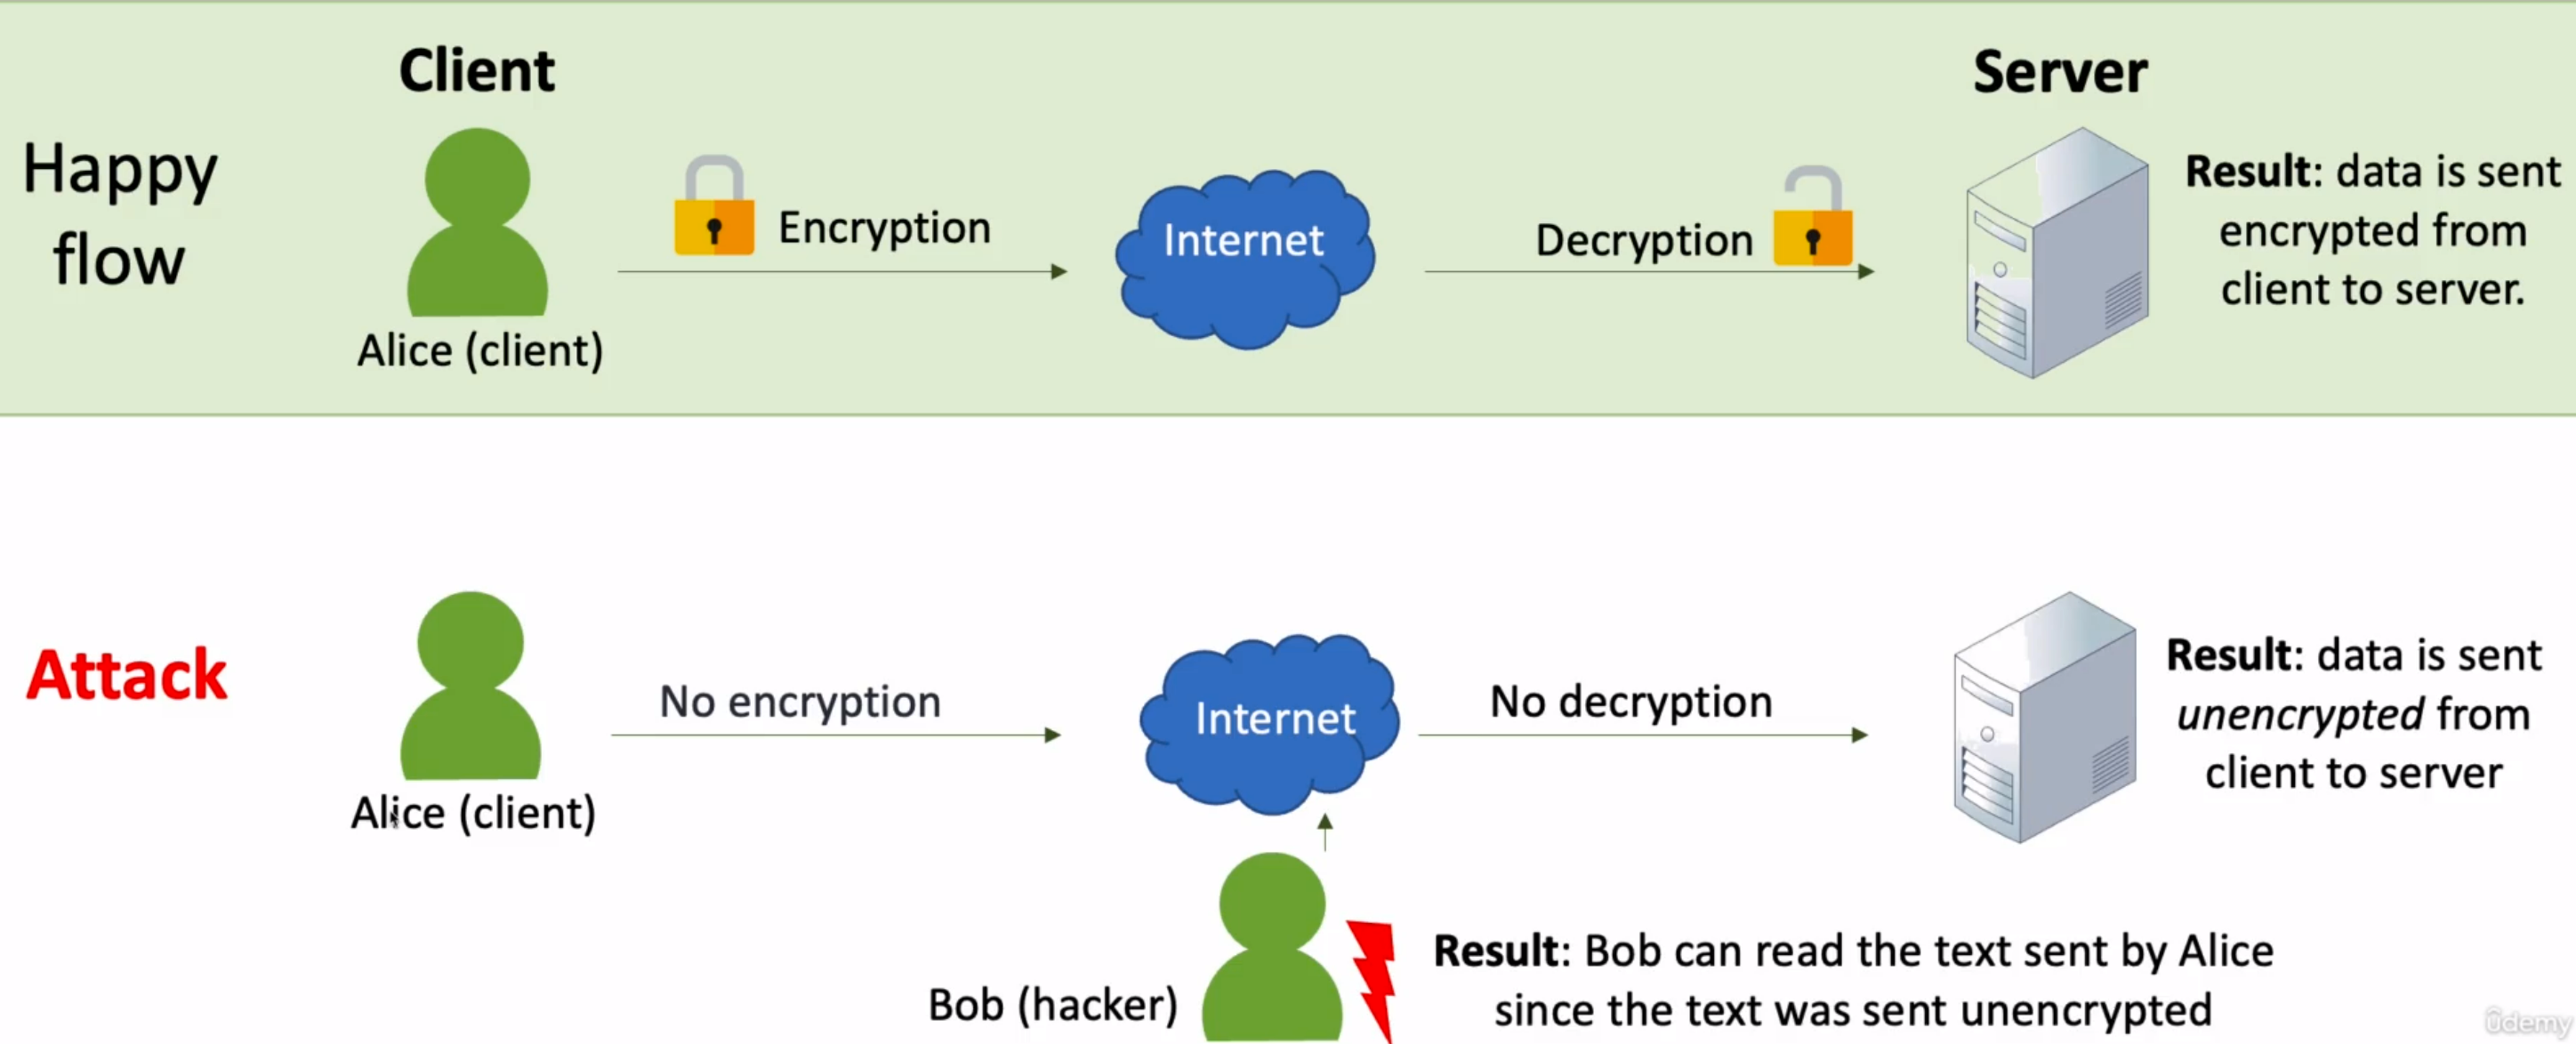 Client
Server
Happy
flow
Encryption
Internet
Decryption
Result: data is sent
encrypted from
client to server.
Alice (client)
Attack
No encryption
Internet
No decryption
Result: data is sent
unencrypted from
client to server
Alice (client)
Bob (hacker)
Result: Bob can read the text sent by Alice
since the text was sent unencrypted
ûdemy